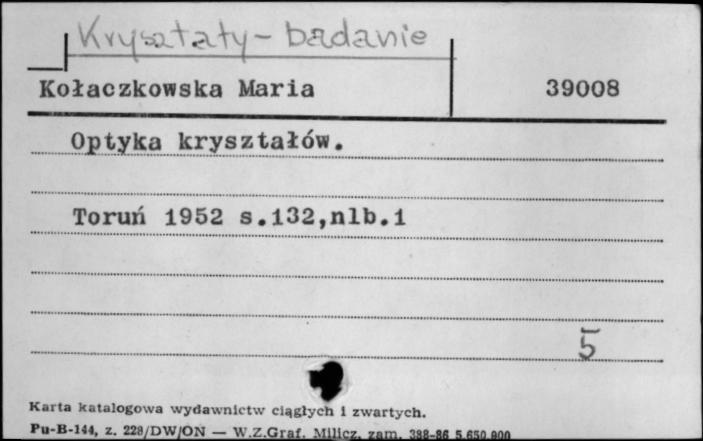 Kryształy - badanie
Kołaczkowska Maria 39008
Optyka kryształów.
Toruń 1952 s.132,nlb.1
5
Karta katalogowa wydawnictw ciągłych i zwartych.
Pu-B-144, z. 228/DW/ON — W.Z.Graf. Milicz, zam. 388-86 5.650.000